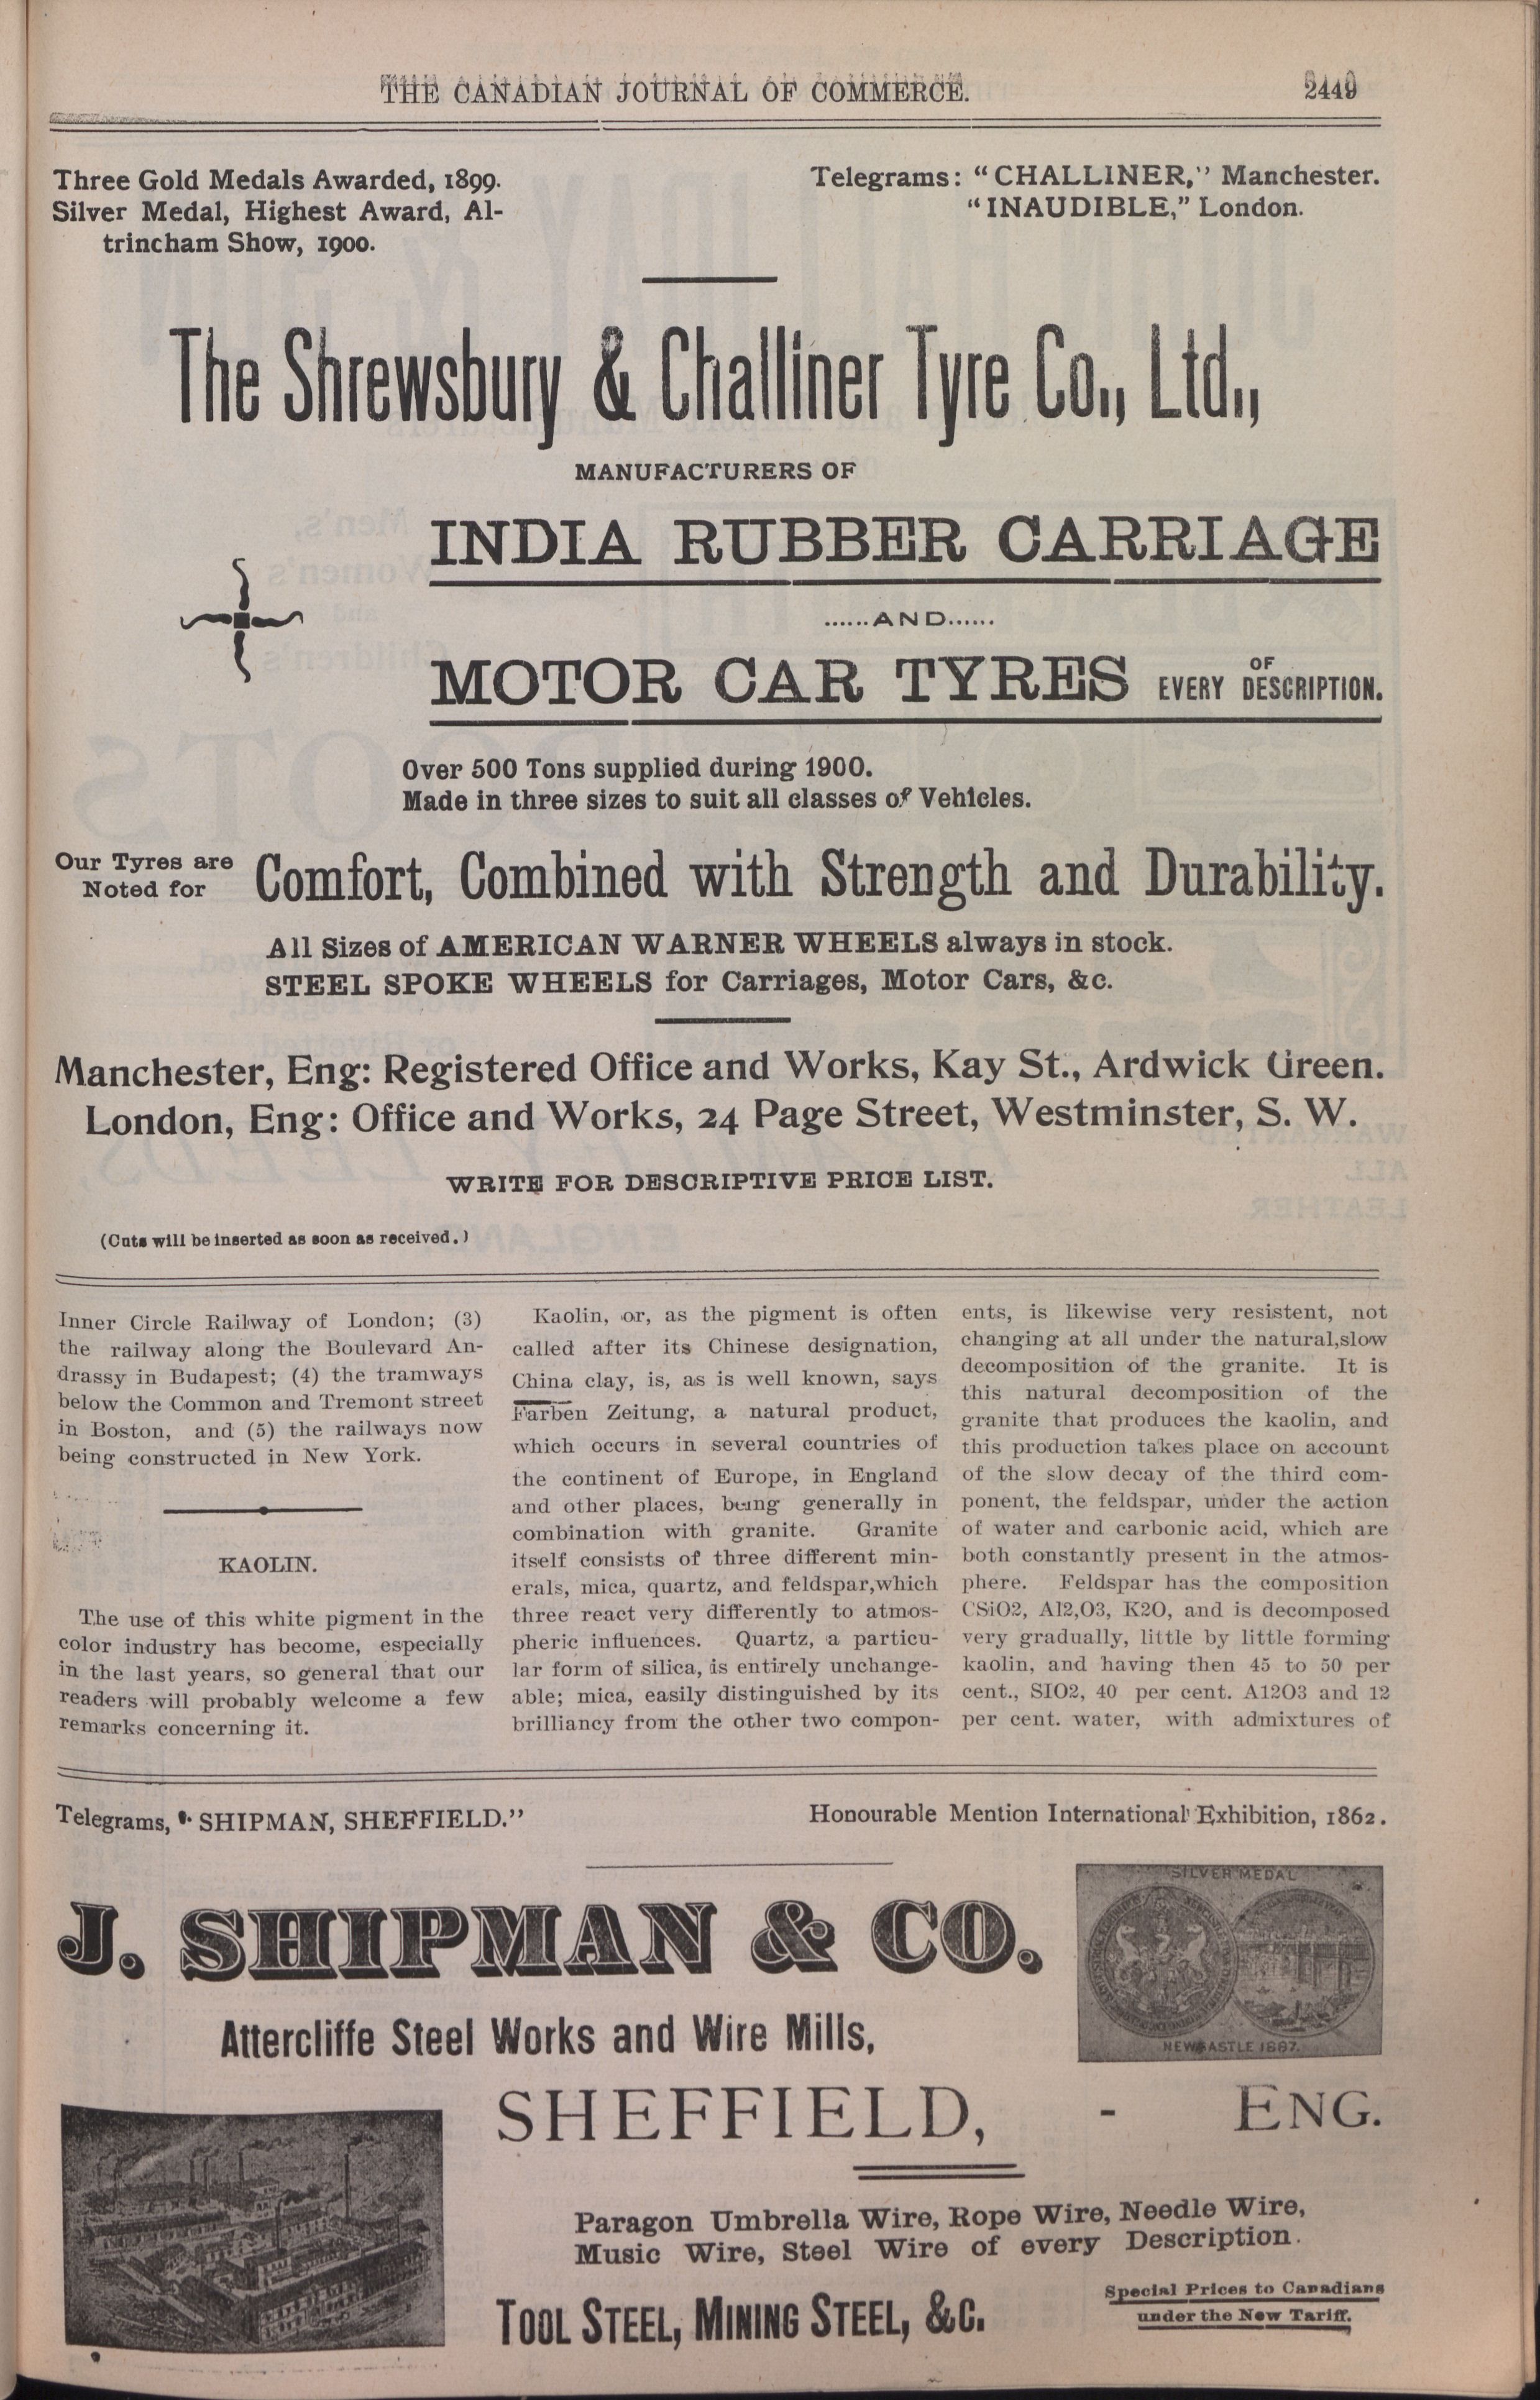 THE CANADIAN JOURNAL OF COMMERCE.
2449
Three Gold Medals Awarded, 1899.
Silver Medal, Highest Award, Al-
trincham Show, 1900.
Telegrams: "CHALLINER," Manchester.
"INAUDIBLE," London.
The Shrewsbury & Challiner Tyre Co., Ltd.,
MANUFACTURERS OF
INDIA RUBBER CARRIAGE
......AND......
MOTOR CAR TYRES EVERY OF DESCRIPTION.
Over 500 Tons supplied during 1900.
Made in three sizes to suit all classes of Vehicles.
Our Tyres are
Noted for
Comfort, Combined with Strength and Durability.
All Sizes of AMERICAN WARNER WHEELS always in stock.
STEEL SPOKE WHEELS for Carriages, Motor Cars, &c.
Manchester, Eng: Registered Office and Works, Kay St., Ardwick Green.
London, Eng: Office and Works, 24 Page Street, Westminster, S. W.
WRITE FOR DESCRIPTIVE PRICE LIST.
(Cuts will be inserted as soon as received.)
Inner Circle Railway of London; (3)
the railway along the Boulevard An-
drassy in Budapest; (4) the tramways
below the Common and Tremont street
in Boston, and (5) the railways now
being constructed in New York.
KAOLIN.
The use of this white pigment in the
color industry has become, especially
in the last years, so general that our
readers will probably welcome a few
remarks concerning it.
Kaolin, or, as the pigment is often
called after its Chinese designation,
China clay, is, as is well known, says
Farben Zeitung, a natural product,
which occurs in several countries of
the continent of Europe, in England
and other places, being generally in
combination with granite. Granite
itself consists of three different min-
erals, mica, quartz, and feldspar,which
three react very differently to atmos-
pheric influences. Quartz, a particu-
lar form of silica, is entirely unchange-
able; mica, easily distinguished by its
brilliancy from the other two compon-
ents, is likewise very resistent, not
changing at all under the natural,slow
decomposition of the granite. It is
this natural decomposition of the
granite that produces the kaolin, and
this production takes place on account
of the slow decay of the third com-
ponent, the feldspar, under the action
of water and carbonic acid, which are
both constantly present in the atmos-
phere. Feldspar has the composition
CSiO2, Al2,O3, K2O, and is decomposed
very gradually, little by little forming
kaolin, and having then 45 to 50 per
cent., SIO2, 40 per cent. A12O3 and 12
per cent. water, with admixtures of
Telegrams, "SHIPMAN, SHEFFIELD."
Honourable Mention International Exhibition, 1862.
J. SHIPMAN & CO.
SILVER MEDAL
NEWCASTLE 1887.
Attercliffe Steel Works and Wire Mills,
SHEFFIELD, - ENG.
Paragon Umbrella Wire, Rope Wire, Needle Wire,
Music Wire, Steel Wire of every Description.
TOOL STEEL, MINING STEEL, &C.
Special Prices to Canadians
under the New Tariff.